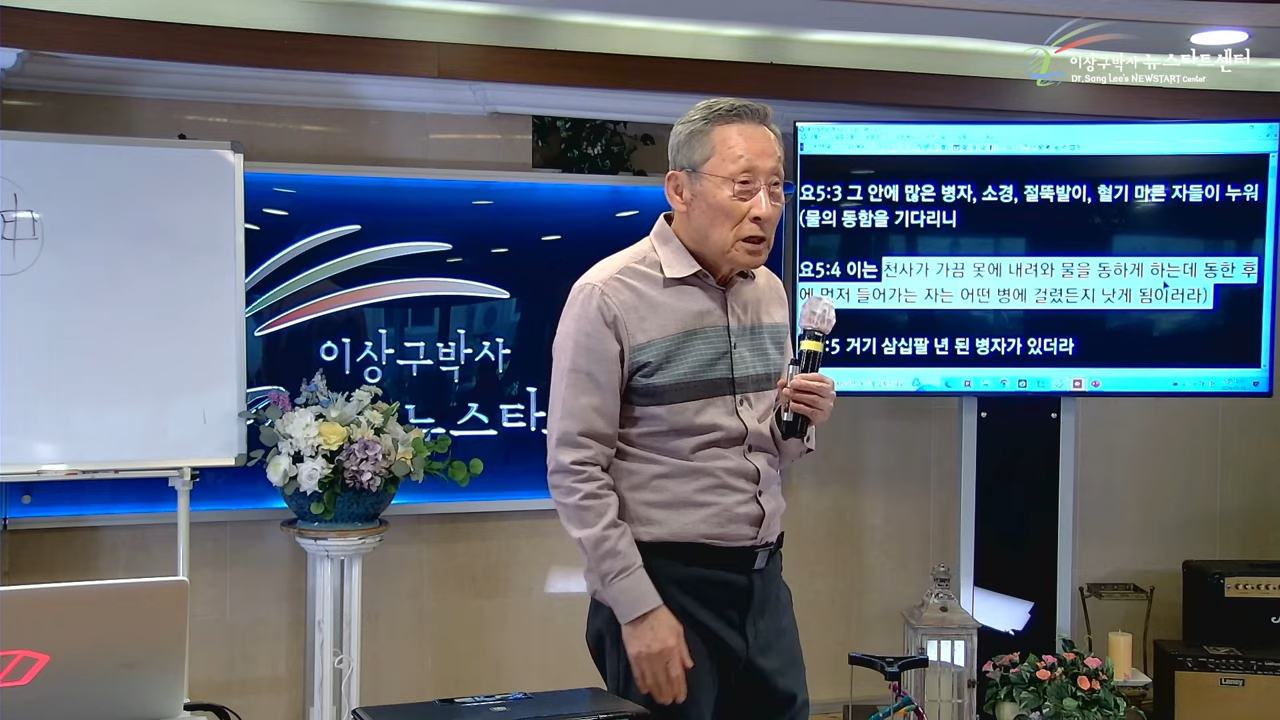 이상구박사 뉴스타트센터
Dr. Sang Lee's NEWSTART Center
요5:3 그 안에 많은 병자, 소경, 절뚝발이, 혈기 마른 자들이 누워
(물의 동함을 기다리니
요5:4 이는 천사가 가끔 못에 내려와 물을 동하게 하는데 동한 후
에 먼저 들어가는 자는 어떤 병에 걸렸든지 낫게 됨이러라)
:5 거기 삼십팔 년 된 병자가 있더라
이상구박사
뉴스타
Laney